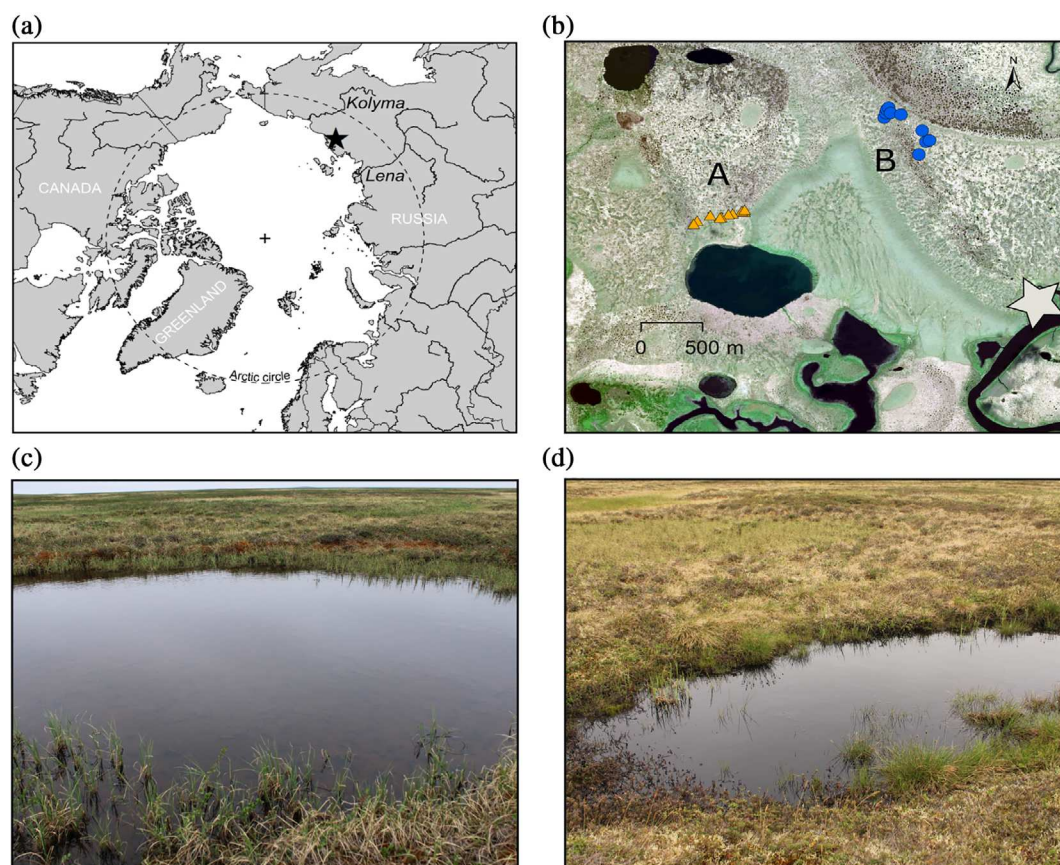 (a)
Kolyma
Lena
CANADA
RUSSIA
GREENLAND
Arctic circle
(b)
N
A
B
0 500 m
(c)
(d)